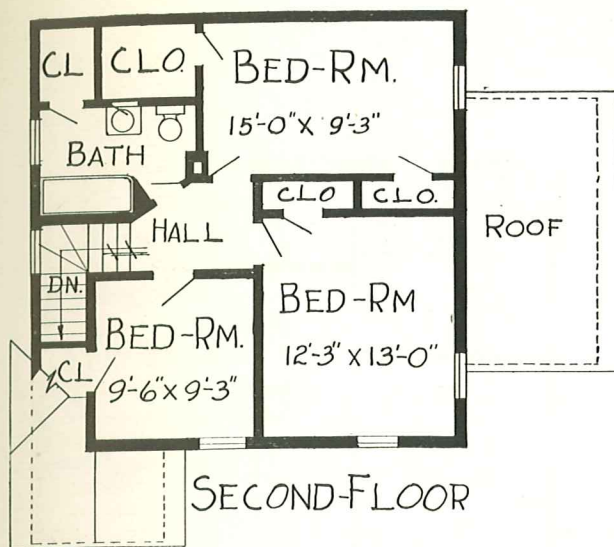 CL
CLO.
BED-RM.
15'-0" X 9'-3"
BATH
CLO
CLO.
HALL
ROOF
DN.
BED-RM
12'-3" X 13'-0"
BED-RM.
9'-6" X 9'-3"
CL
SECOND-FLOOR